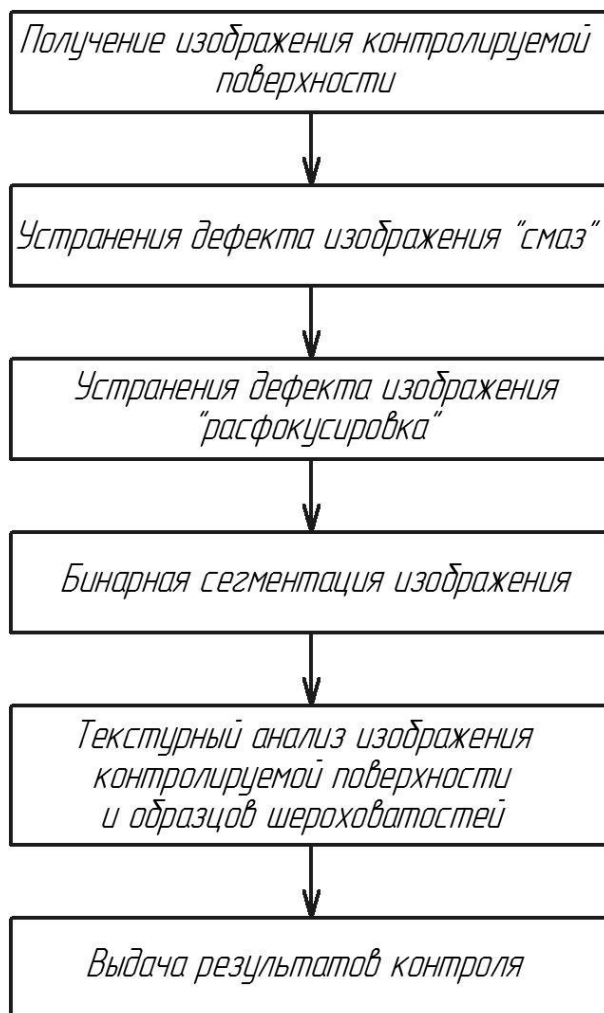 Получение изображения контролируемой
поверхности
Устранения дефекта изображения "смаз"
Устранения дефекта изображения
"расфокусировка"
Бинарная сегментация изображения
Текстурный анализ изображения
контролируемой поверхности
и образцов шероховатостей
Выдача результатов контроля